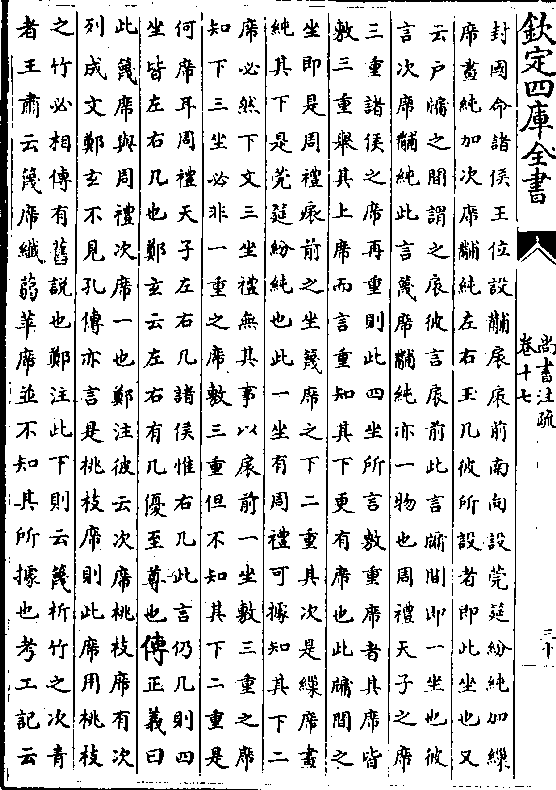 欽定四庫全書
封國命諸侯王位設黼扆扆前南向設莞筵紛純加繅
席畫純加次席黼純左右玉几彼所設者即此坐也又
云戶牖之間謂之扆彼言扆前此言牖間即一坐也彼
言次席黼純此言篾席黼純亦一物也周禮天子之席
三重諸侯之席再重則此四坐所言敷重席者其席皆
敷三重舉其上席而言重知其下更有席也此牖間之
坐即是周禮扆前之坐篾席之下二重其次是繅席畫
純其下是莞筵紛純也此一坐有周禮可據知其下二
席必然下文三坐禮無其事以扆前一坐敷三重之席
知下三坐必非一重之席敷三重但不知其下二重是
何席耳周禮天子左右几諸侯惟右几此言仍几則四
坐皆左右几也鄭玄云左右有几優至尊也傳正義曰
此篾席與周禮次席一也鄭注彼云次席桃枝席有次
列成文鄭玄不見孔傳亦言是桃枝席則此席用桃枝
之竹必相傳有舊說也鄭注此下則云篾析竹之次青
者王肅云篾席纖蒻苹席並不知其所據也考工記云
尚書注疏
卷十七
三十